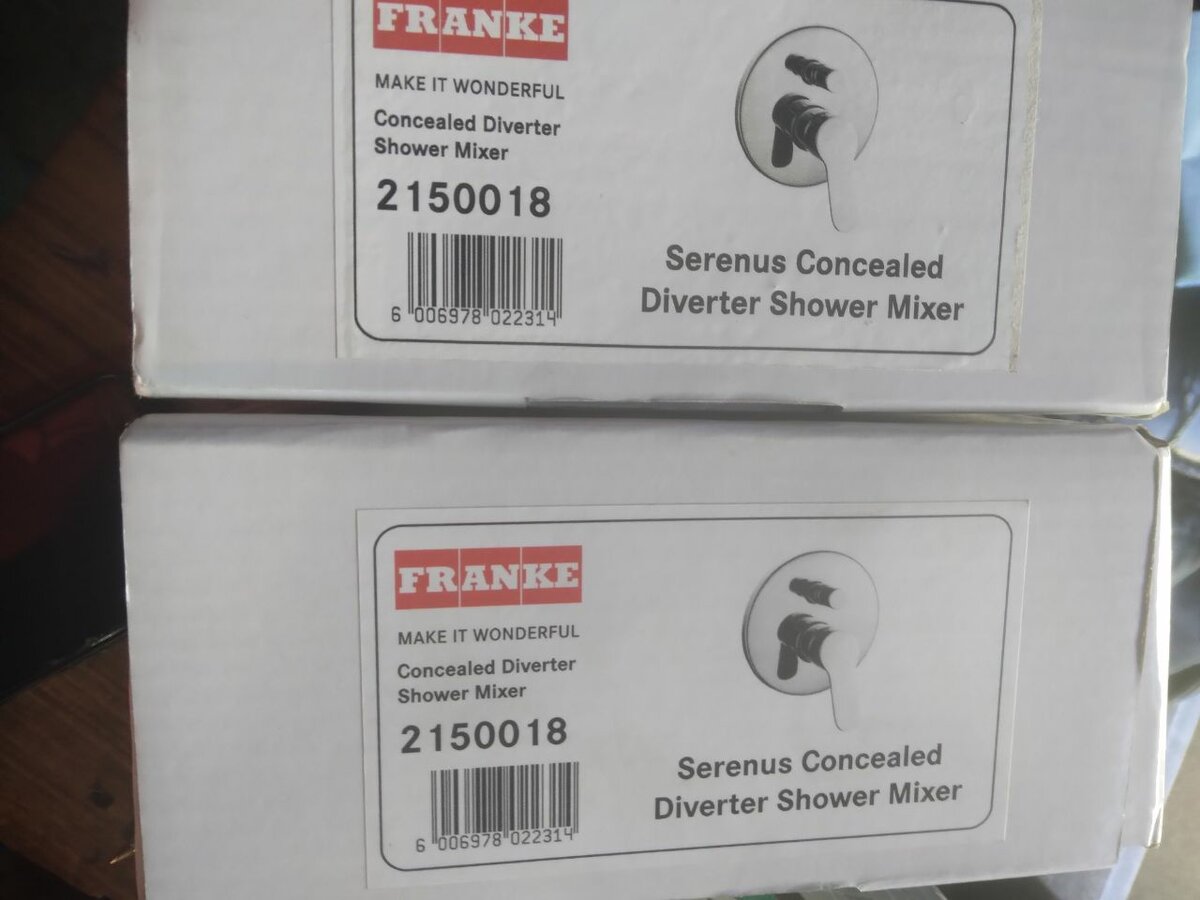 FRANKE
MAKE IT WONDERFUL
Concealed Diverter
Shower Mixer
2150018
6 006978 022314
Serenus Concealed
Diverter Shower Mixer
FRANKE
MAKE IT WONDERFUL
Concealed Diverter
Shower Mixer
2150018
6 006978 022314
Serenus Concealed
Diverter Shower Mixer